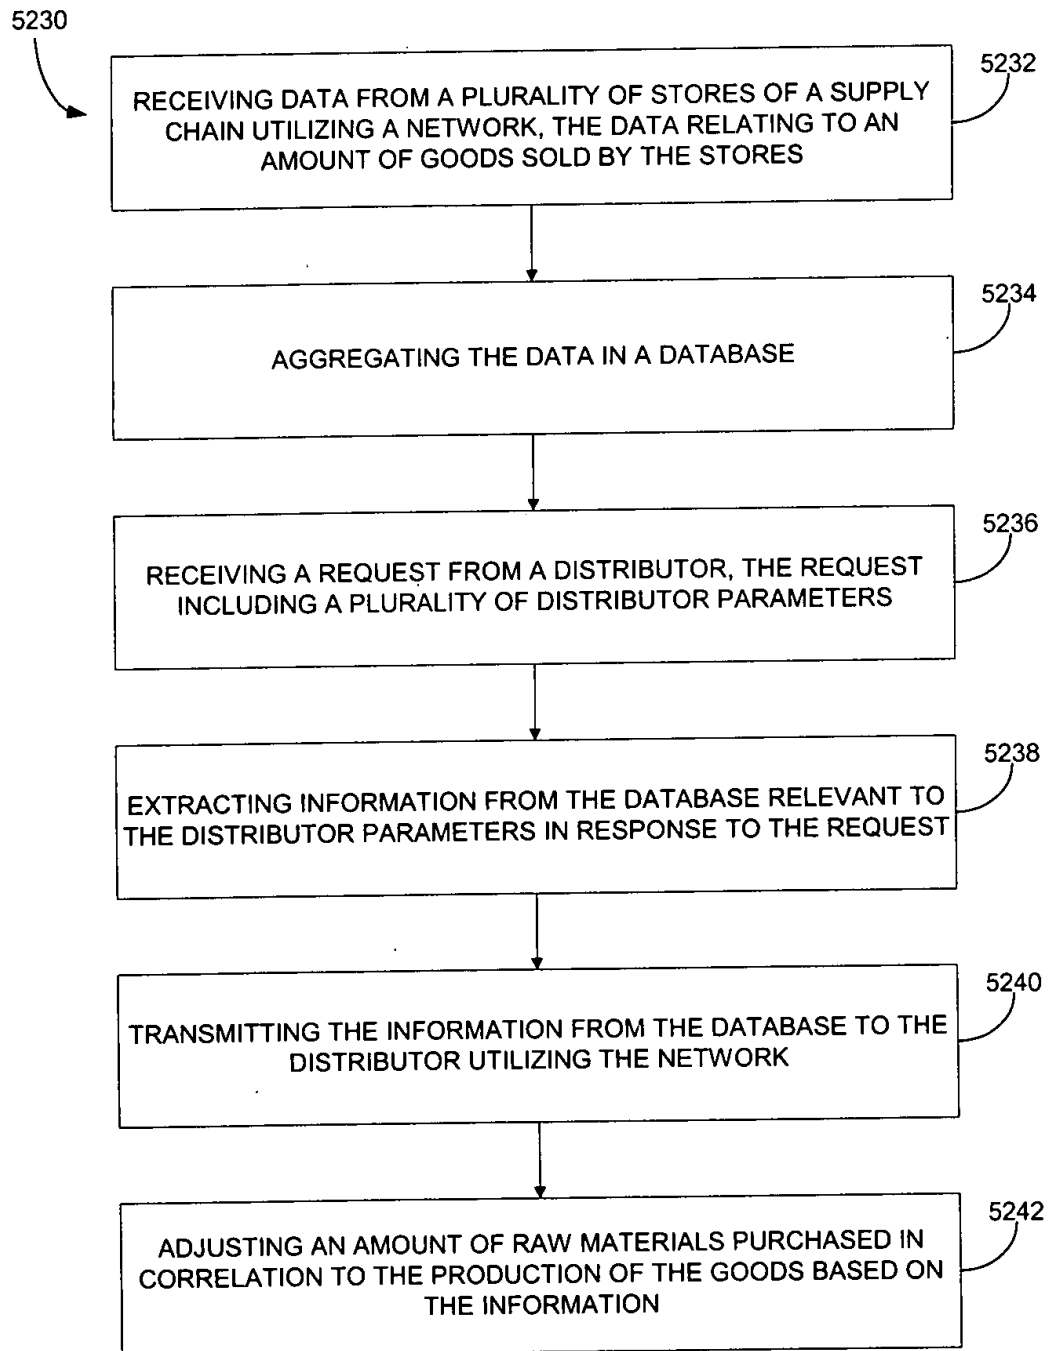 5230
5232
RECEIVING DATA FROM A PLURALITY OF STORES OF A SUPPLY
CHAIN UTILIZING A NETWORK, THE DATA RELATING TO AN
AMOUNT OF GOODS SOLD BY THE STORES
5234
AGGREGATING THE DATA IN A DATABASE
5236
RECEIVING A REQUEST FROM A DISTRIBUTOR, THE REQUEST
INCLUDING A PLURALITY OF DISTRIBUTOR PARAMETERS
5238
EXTRACTING INFORMATION FROM THE DATABASE RELEVANT TO
THE DISTRIBUTOR PARAMETERS IN RESPONSE TO THE REQUEST
5240
TRANSMITTING THE INFORMATION FROM THE DATABASE TO THE
DISTRIBUTOR UTILIZING THE NETWORK
5242
ADJUSTING AN AMOUNT OF RAW MATERIALS PURCHASED IN
CORRELATION TO THE PRODUCTION OF THE GOODS BASED ON
THE INFORMATION